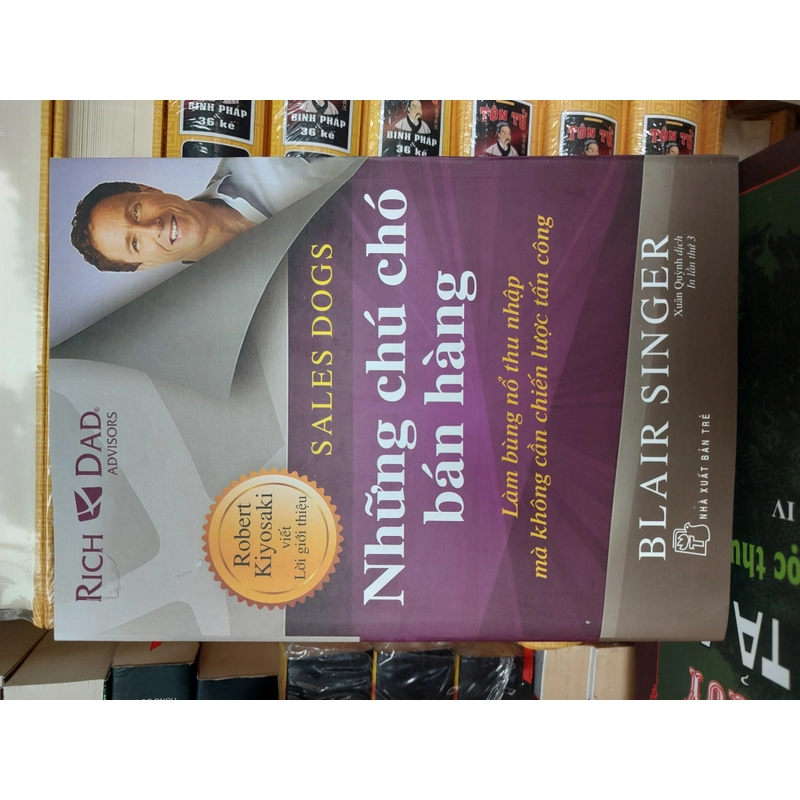 RICH DAD®
ADVISORS
Robert
Kiyosaki
viết
Lời giới thiệu
SALES DOGS
Những chú chó
bán hàng
Làm bùng nổ thu nhập
mà không cần chiến lược tấn công
BLAIR SINGER
Xuân Quỳnh dịch
In lần thứ 3
NHÀ XUẤT BẢN TRẺ
BINH PHÁP
36 KẾ
BINH PHÁP
36 KẾ
BINH PHÁP
36 KẾ
TÔN TỬ
TÔN TỬ
TÔN TỬ
IV